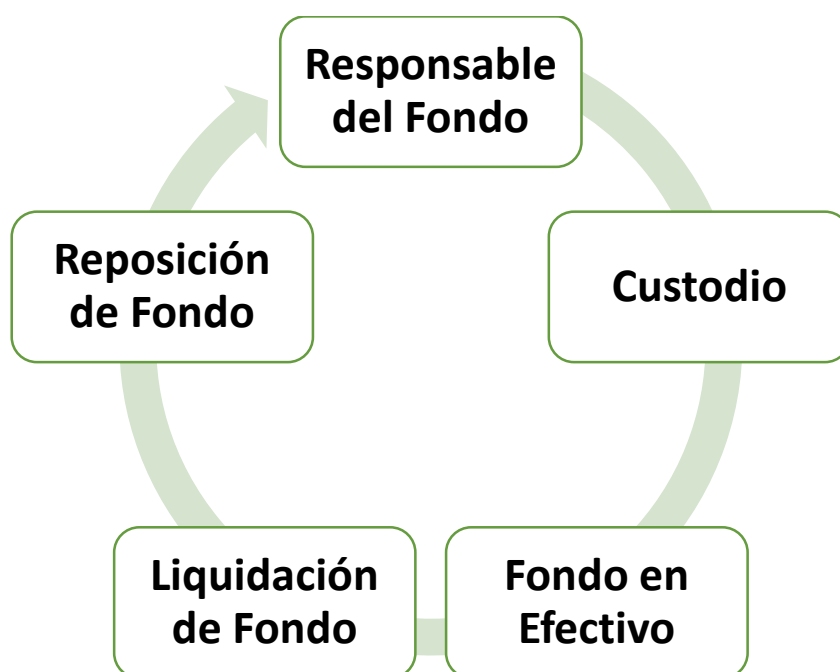 Responsable
del Fondo
Custodio
Fondo en
Efectivo
Liquidación
de Fondo
Reposición
de Fondo